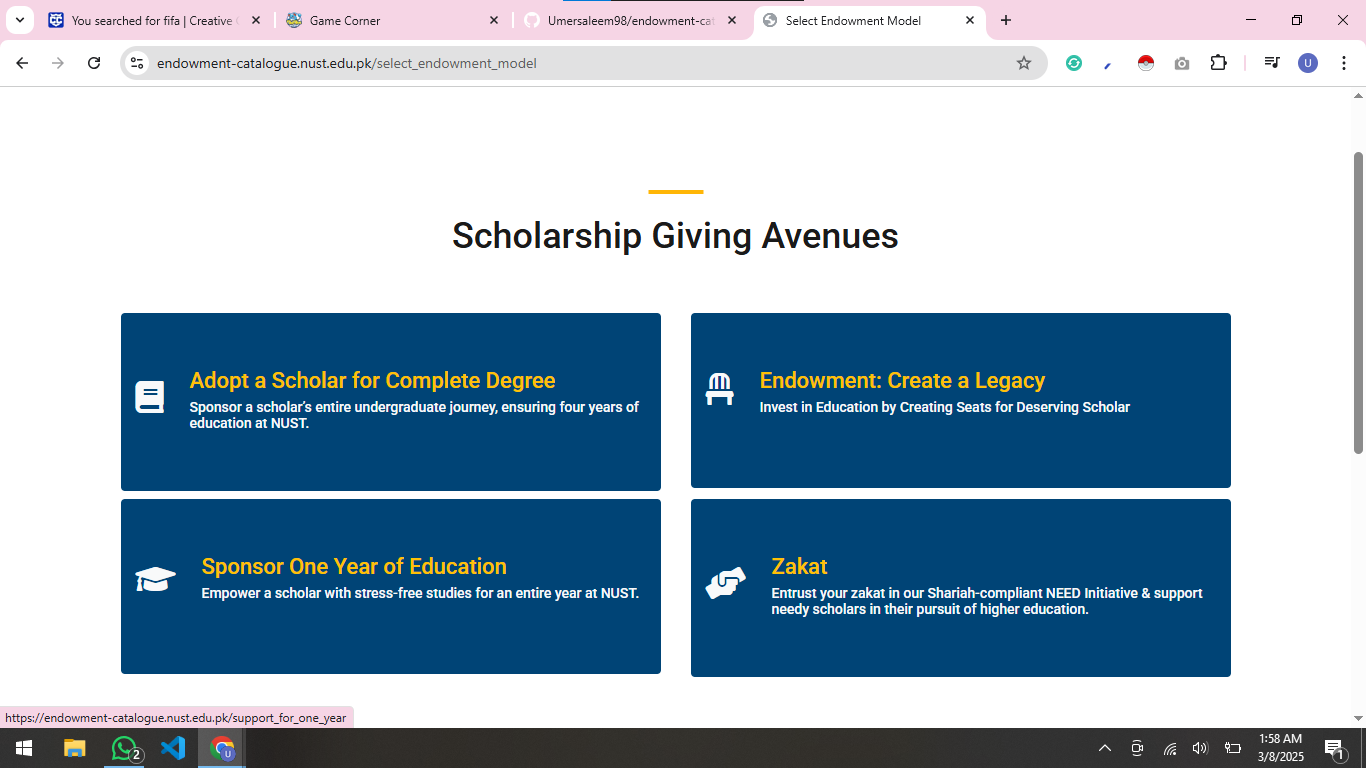 You searched for fifa | Creative C
Game Corner
Umersaleem98/endowment-cat
Select Endowment Model
endowment-catalogue.nust.edu.pk/select_endowment_model
U
Scholarship Giving Avenues
Adopt a Scholar for Complete Degree
Sponsor a scholar's entire undergraduate journey, ensuring four years of
education at NUST.
Endowment: Create a Legacy
Invest in Education by Creating Seats for Deserving Scholar
Sponsor One Year of Education
Empower a scholar with stress-free studies for an entire year at NUST.
Zakat
Entrust your zakat in our Shariah-compliant NEED Initiative & support
needy scholars in their pursuit of higher education.
https://endowment-catalogue.nust.edu.pk/support_for_one_year
2
U
1:58 AM
3/8/2025
1